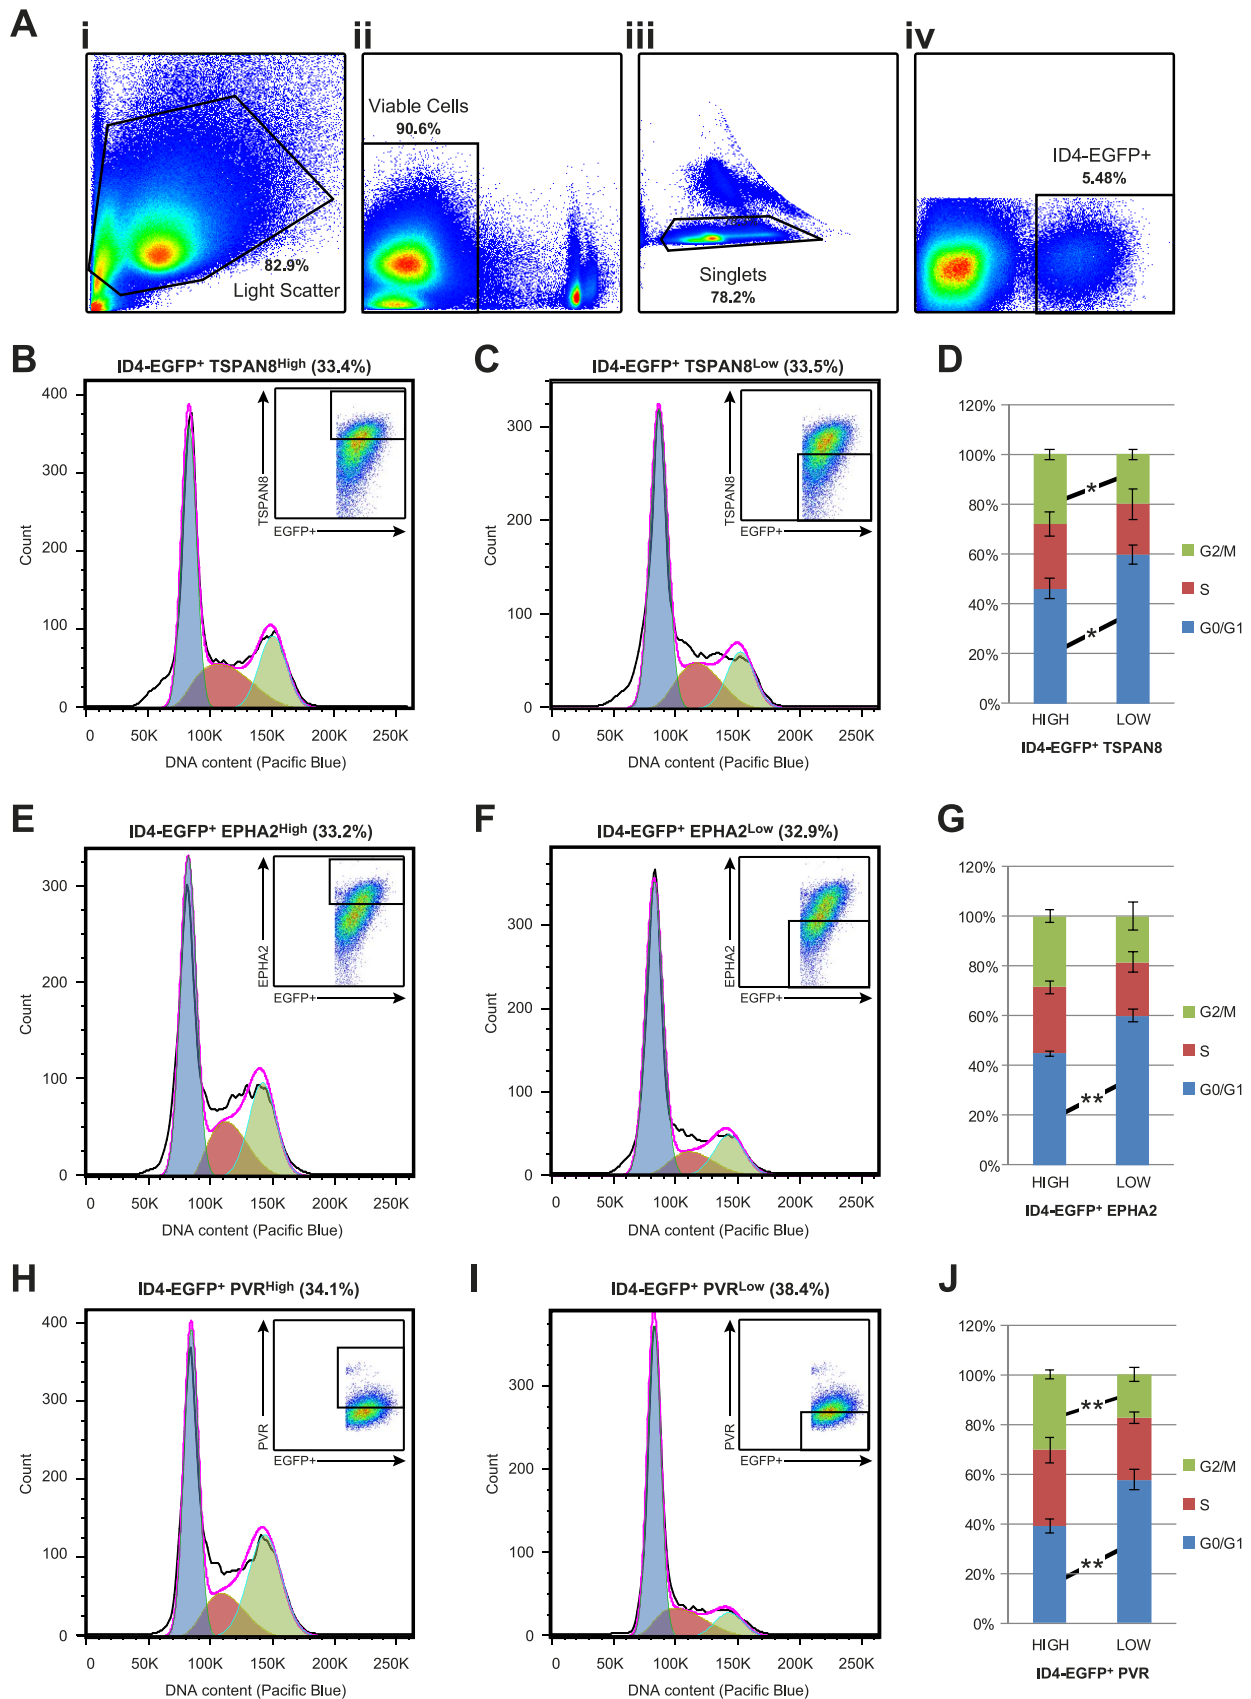 A
i
ii
iii
iv
82.9%
Light Scatter
Viable Cells
90.6%
Singlets
78.2%
ID4-EGFP+
5.48%
B
ID4-EGFP+ TSPAN8High (33.4%)
400
300
200
100
0
Count
TSPAN8
EGFP+
0 50K 100K 150K 200K 250K
DNA content (Pacific Blue)
C
ID4-EGFP+ TSPAN8Low (33.5%)
300
200
100
0
Count
TSPAN8
EGFP+
0 50K 100K 150K 200K 250K
DNA content (Pacific Blue)
D
120%
100%
80%
60%
40%
20%
0%
*
*
G2/M
S
G0/G1
HIGH LOW
ID4-EGFP+ TSPAN8
E
ID4-EGFP+ EPHA2High (33.2%)
300
200
100
0
Count
EPHA2
EGFP+
0 50K 100K 150K 200K 250K
DNA content (Pacific Blue)
F
ID4-EGFP+ EPHA2Low (32.9%)
300
200
100
0
Count
EPHA2
EGFP+
0 50K 100K 150K 200K 250K
DNA content (Pacific Blue)
G
120%
100%
80%
60%
40%
20%
0%
**
G2/M
S
G0/G1
HIGH LOW
ID4-EGFP+ EPHA2
H
ID4-EGFP+ PVRHigh (34.1%)
400
300
200
100
0
Count
PVR
EGFP+
0 50K 100K 150K 200K 250K
DNA content (Pacific Blue)
I
ID4-EGFP+ PVRLow (38.4%)
300
200
100
0
Count
PVR
EGFP+
0 50K 100K 150K 200K 250K
DNA content (Pacific Blue)
J
120%
100%
80%
60%
40%
20%
0%
**
**
G2/M
S
G0/G1
HIGH LOW
ID4-EGFP+ PVR